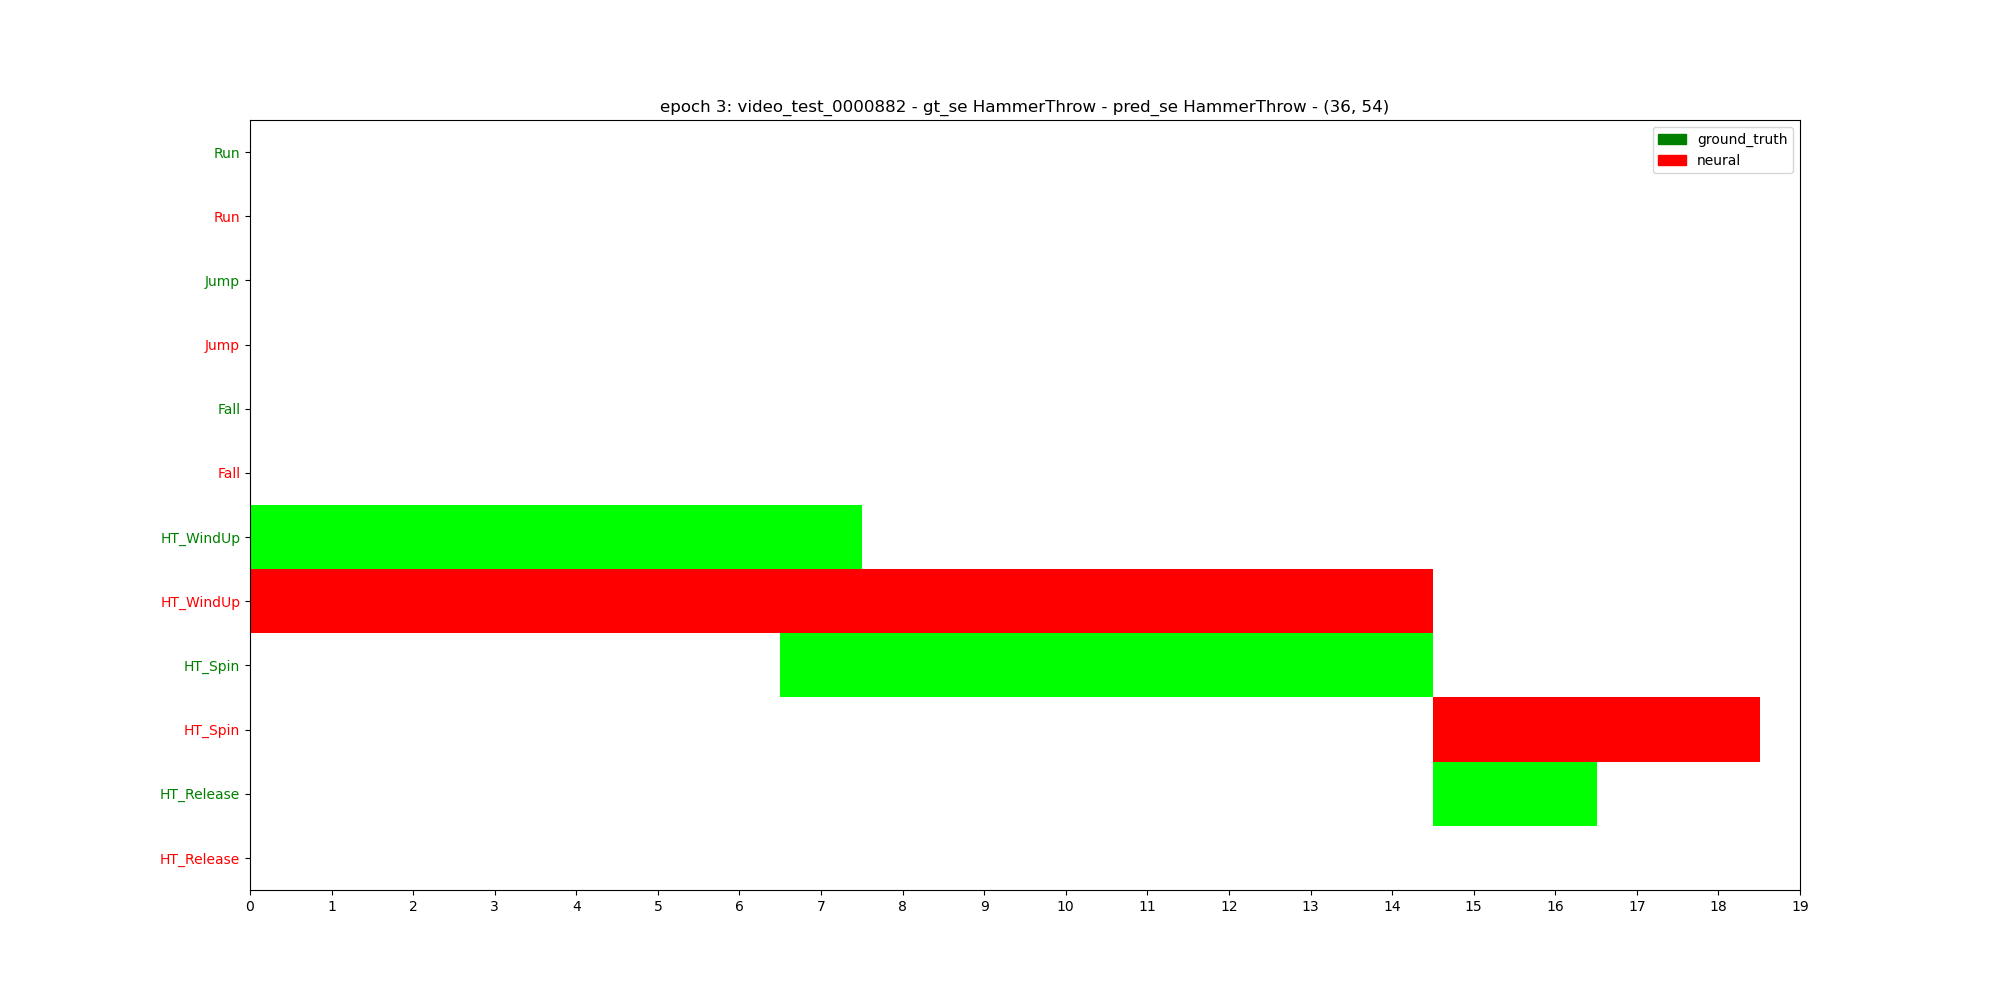 epoch 3: video_test_0000882 - gt_se HammerThrow - pred_se HammerThrow - (36, 54)
ground_truth
neural
Run
Run
Jump
Jump
Fall
Fall
HT_WindUp
HT_WindUp
HT_Spin
HT_Spin
HT_Release
HT_Release
0 1 2 3 4 5 6 7 8 9 10 11 12 13 14 15 16 17 18 19